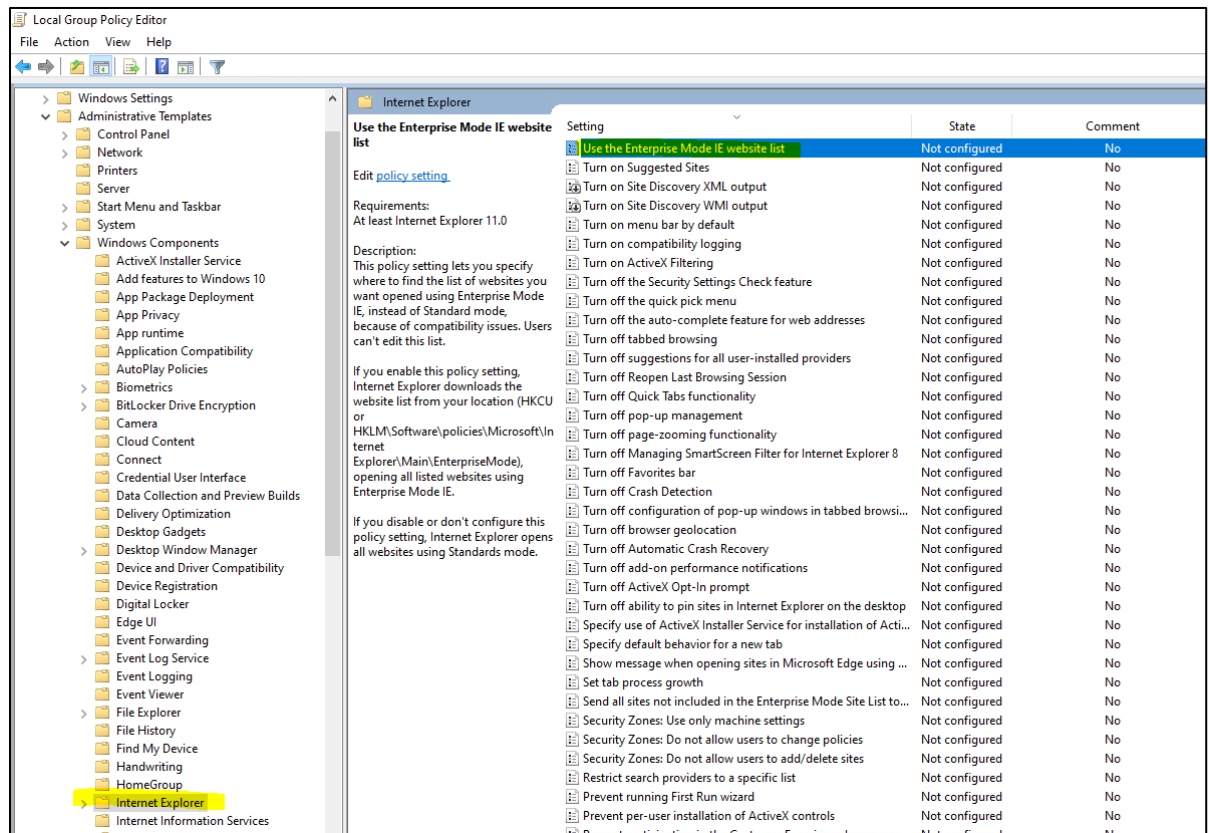 Local Group Policy Editor
File Action View Help
Windows Settings
Administrative Templates
Control Panel
Network
Printers
Server
Start Menu and Taskbar
System
Windows Components
ActiveX Installer Service
Add features to Windows 10
App Package Deployment
App Privacy
App runtime
Application Compatibility
AutoPlay Policies
Biometrics
BitLocker Drive Encryption
Camera
Cloud Content
Connect
Credential User Interface
Data Collection and Preview Builds
Delivery Optimization
Desktop Gadgets
Desktop Window Manager
Device and Driver Compatibility
Device Registration
Digital Locker
Edge UI
Event Forwarding
Event Log Service
Event Logging
Event Viewer
File Explorer
File History
Find My Device
Handwriting
HomeGroup
Internet Explorer
Internet Information Services
Internet Explorer
Use the Enterprise Mode IE website
list
Edit policy setting
Requirements:
At least Internet Explorer 11.0
Description:
This policy setting lets you specify
where to find the list of websites you
want opened using Enterprise Mode
IE, instead of Standard mode,
because of compatibility issues. Users
can't edit this list.
If you enable this policy setting,
Internet Explorer downloads the
website list from your location (HKCU
or
HKLM\Software\policies\Microsoft\In
ternet
Explorer\Main\EnterpriseMode),
opening all listed websites using
Enterprise Mode IE.
If you disable or don't configure this
policy setting, Internet Explorer opens
all websites using Standards mode.
Setting State Comment
Use the Enterprise Mode IE website list Not configured No
Turn on Suggested Sites Not configured No
Turn on Site Discovery XML output Not configured No
Turn on Site Discovery WMI output Not configured No
Turn on menu bar by default Not configured No
Turn on compatibility logging Not configured No
Turn on ActiveX Filtering Not configured No
Turn off the Security Settings Check feature Not configured No
Turn off the quick pick menu Not configured No
Turn off the auto-complete feature for web addresses Not configured No
Turn off tabbed browsing Not configured No
Turn off suggestions for all user-installed providers Not configured No
Turn off Reopen Last Browsing Session Not configured No
Turn off Quick Tabs functionality Not configured No
Turn off pop-up management Not configured No
Turn off page-zooming functionality Not configured No
Turn off Managing SmartScreen Filter for Internet Explorer 8 Not configured No
Turn off Favorites bar Not configured No
Turn off Crash Detection Not configured No
Turn off configuration of pop-up windows in tabbed browsi... Not configured No
Turn off browser geolocation Not configured No
Turn off Automatic Crash Recovery Not configured No
Turn off add-on performance notifications Not configured No
Turn off ActiveX Opt-In prompt Not configured No
Turn off ability to pin sites in Internet Explorer on the desktop Not configured No
Specify use of ActiveX Installer Service for installation of Acti... Not configured No
Specify default behavior for a new tab Not configured No
Show message when opening sites in Microsoft Edge using ... Not configured No
Set tab process growth Not configured No
Send all sites not included in the Enterprise Mode Site List to... Not configured No
Security Zones: Use only machine settings Not configured No
Security Zones: Do not allow users to change policies Not configured No
Security Zones: Do not allow users to add/delete sites Not configured No
Restrict search providers to a specific list Not configured No
Prevent running First Run wizard Not configured No
Prevent per-user installation of ActiveX controls Not configured No